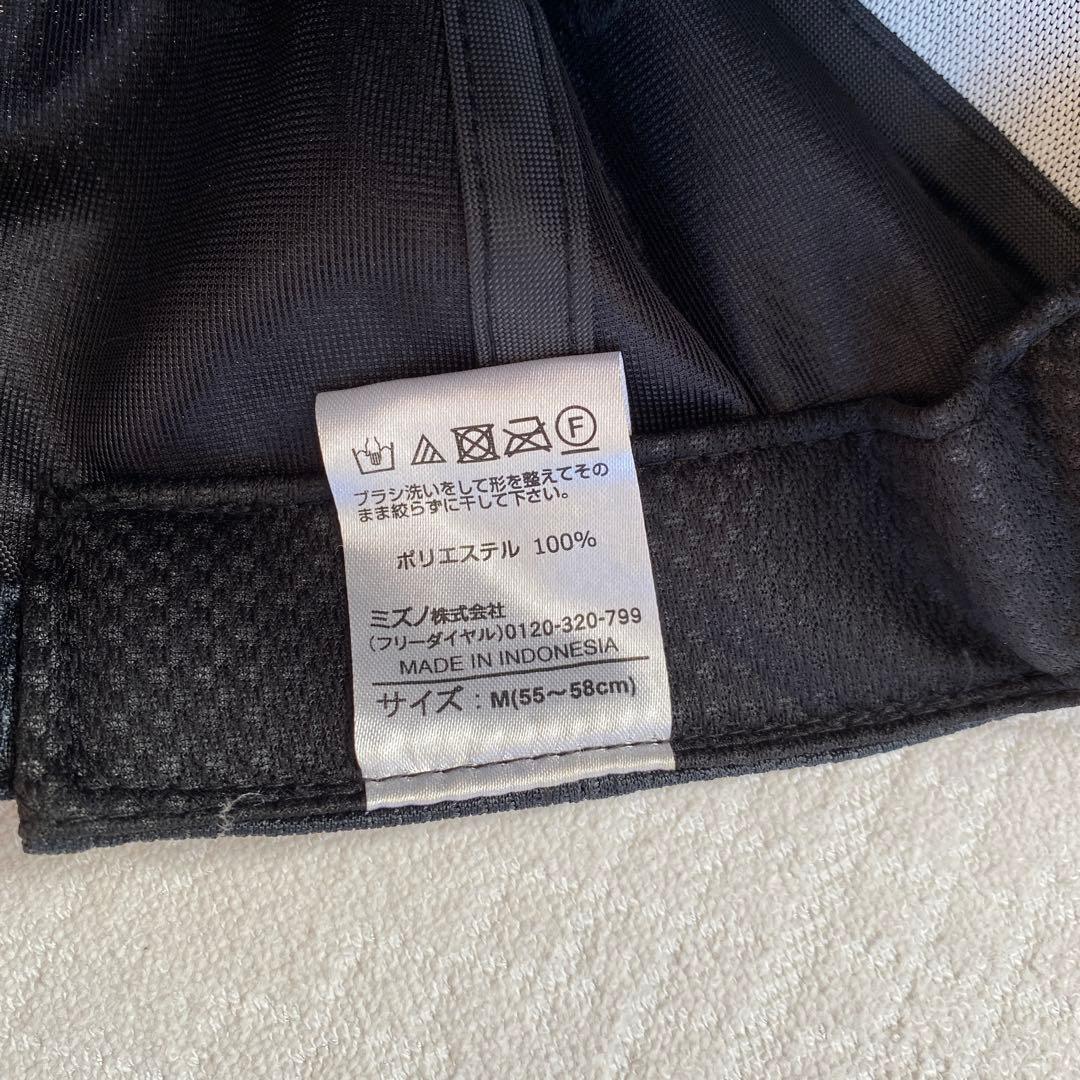 F
ブラシ洗いをして形を整えてその
まま絞らずに干して下さい。
ポリエステル 100%
ミズノ株式会社
(フリーダイヤル)0120-320-799
MADE IN INDONESIA
サイズ：M(55〜58cm)